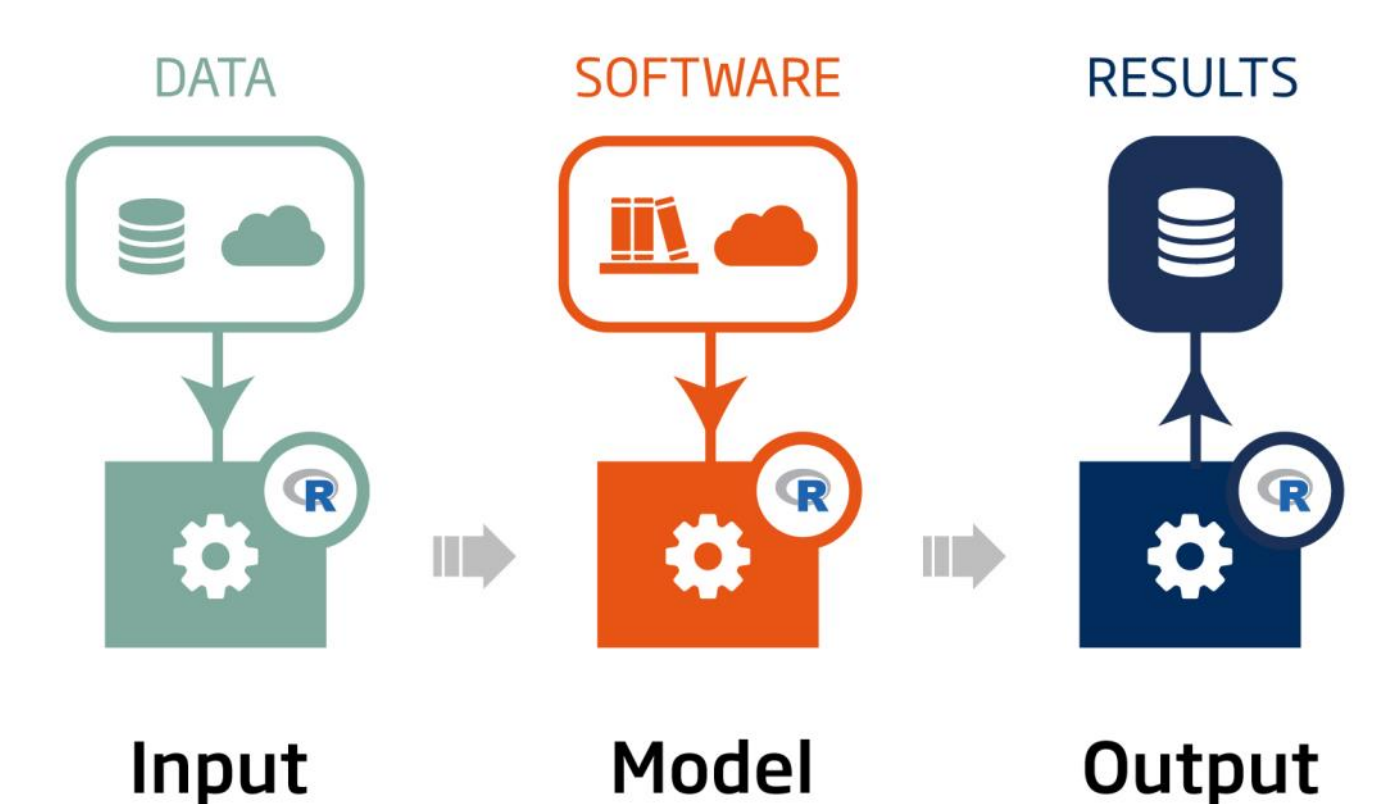 DATA
SOFTWARE
RESULTS
R
R
R
Input
Model
Output